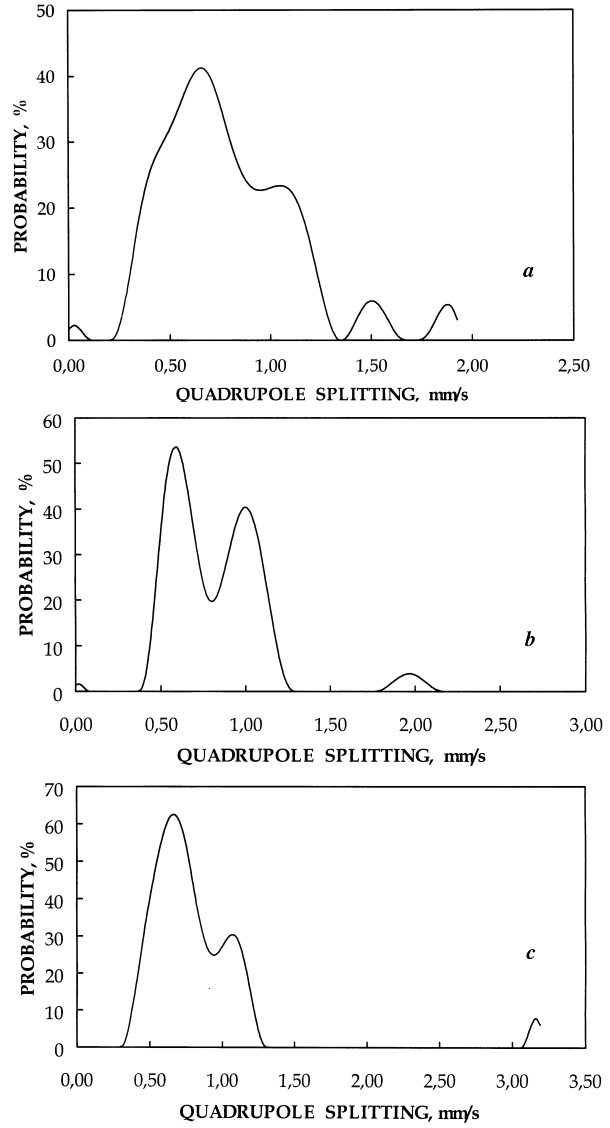 50
40
30
20
10
0
PROBABILITY, %
a
0,00 0,50 1,00 1,50 2,00 2,50
QUADRUPOLE SPLITTING, mm/s
60
50
40
30
20
10
0
PROBABILITY, %
b
0,00 0,50 1,00 1,50 2,00 2,50 3,00
QUADRUPOLE SPLITTING, mm/s
70
60
50
40
30
20
10
0
PROBABILITY, %
c
0,00 0,50 1,00 1,50 2,00 2,50 3,00 3,50
QUADRUPOLE SPLITTING, mm/s